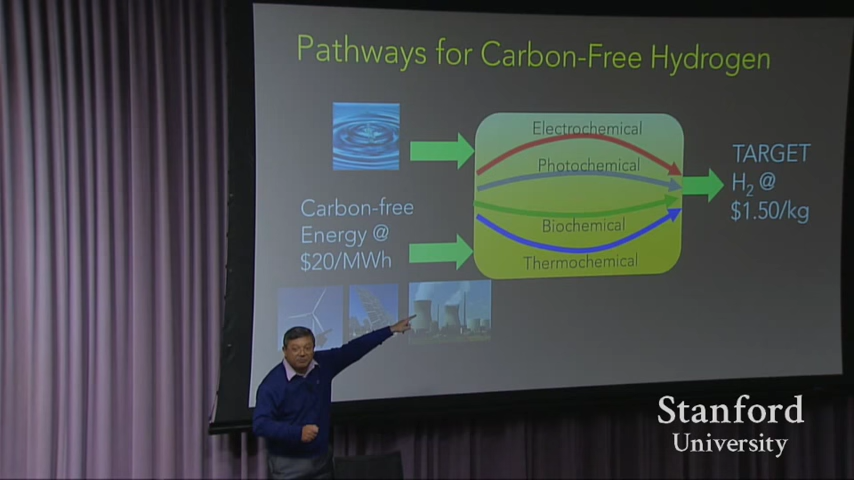 Pathways for Carbon-Free Hydrogen
Electrochemical
Photochemical
Biochemical
Thermochemical
Carbon-free
Energy @
$20/MWh
TARGET
H₂ @
$1.50/kg
Stanford
University